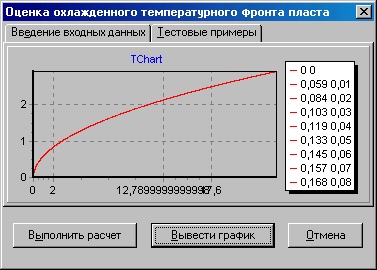 Оценка охлажденного температурного фронта пласта
Введение входных данных
Тестовые примеры
TChart
2
1
0
0 2 12,7899999999998 17,6
0 0
0,059 0,01
0,084 0,02
0,103 0,03
0,119 0,04
0,133 0,05
0,145 0,06
0,157 0,07
0,168 0,08
Выполнить расчет
Вывести график
Отмена